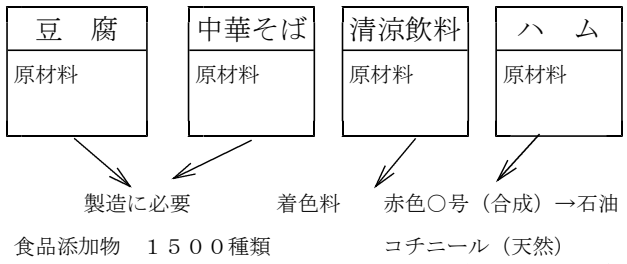 豆　腐　中華そば　清涼飲料　ハ　ム
原材料　原材料　原材料　原材料
製造に必要　着色料　赤色○号（合成）→石油
食品添加物　１５００種類　コチニール（天然）